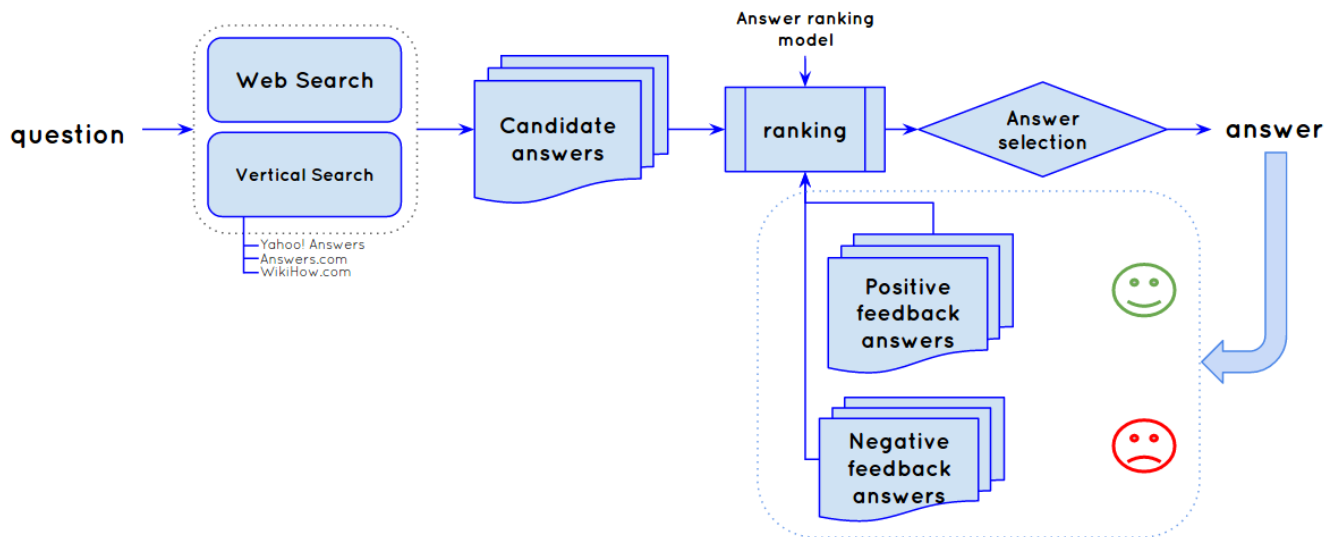 question
Web Search
Vertical Search
Yahoo! Answers
Answers.com
WikiHow.com
Candidate
answers
Answer ranking
model
ranking
Answer
selection
answer
Positive
feedback
answers
Negative
feedback
answers